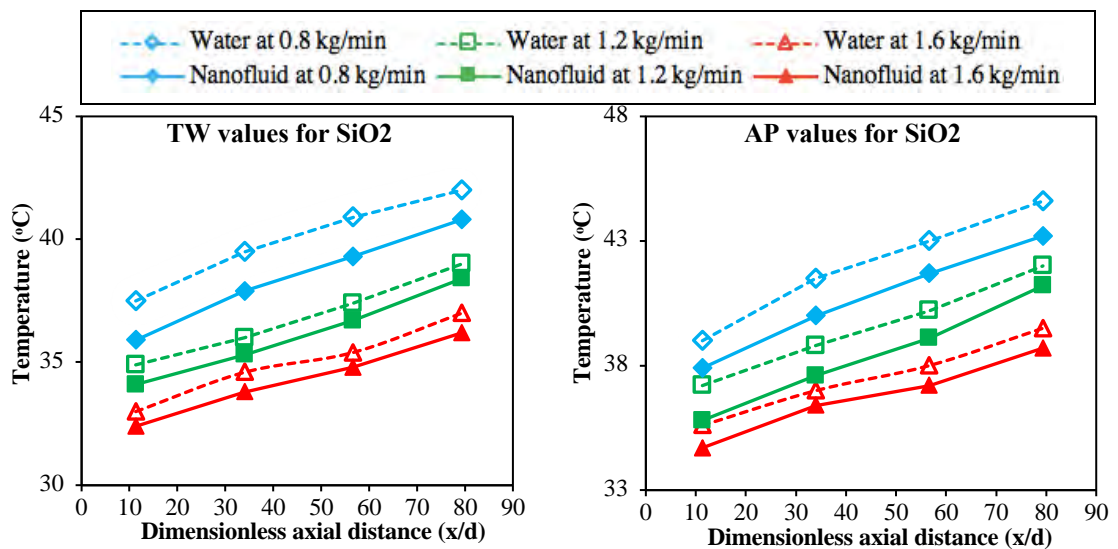 Water at 0.8 kg/min Water at 1.2 kg/min Water at 1.6 kg/min
Nanofluid at 0.8 kg/min Nanofluid at 1.2 kg/min Nanofluid at 1.6 kg/min
TW values for SiO2
Temperature (°C)
45
40
35
30
0 10 20 30 40 50 60 70 80 90
Dimensionless axial distance (x/d)
AP values for SiO2
Temperature (°C)
48
43
38
33
0 10 20 30 40 50 60 70 80 90
Dimensionless axial distance (x/d)